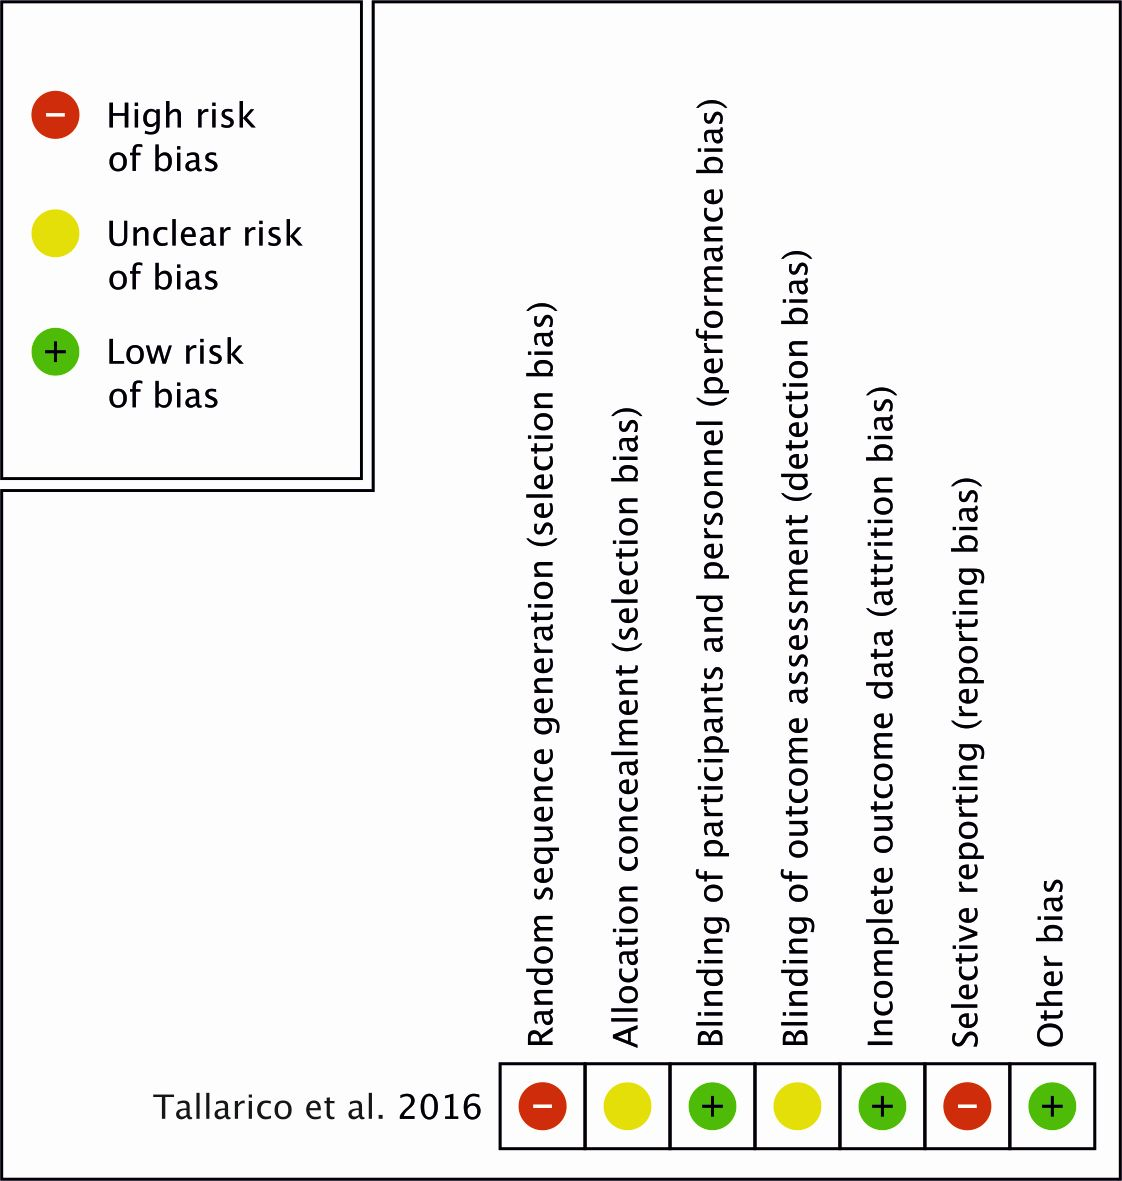 High risk
of bias
Unclear risk
of bias
Low risk
of bias
Random sequence generation (selection bias)
Allocation concealment (selection bias)
Blinding of participants and personnel (performance bias)
Blinding of outcome assessment (detection bias)
Incomplete outcome data (attrition bias)
Selective reporting (reporting bias)
Other bias
Tallarico et al. 2016